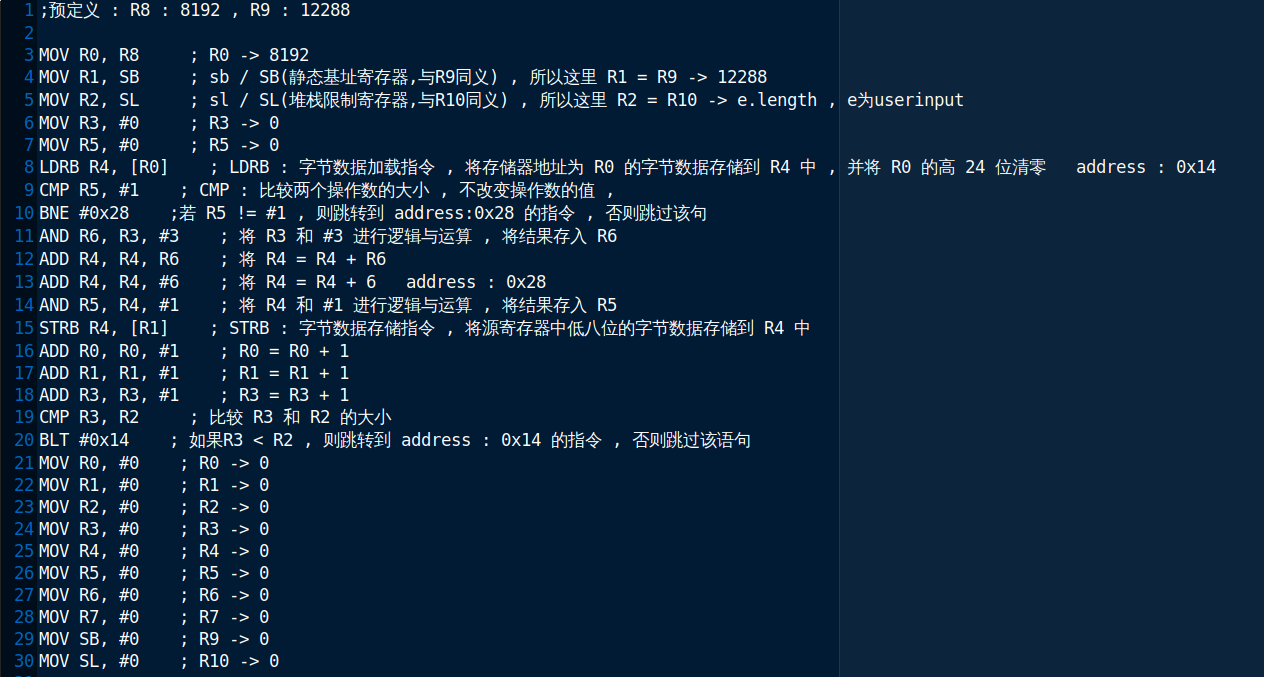 1 ;预定义 : R8 : 8192 , R9 : 12288
2
3 MOV R0, R8 ; R0 -> 8192
4 MOV R1, SB ; sb / SB(静态基址寄存器,与R9同义) , 所以这里 R1 = R9 -> 12288
5 MOV R2, SL ; sl / SL(堆栈限制寄存器,与R10同义) , 所以这里 R2 = R10 -> e.length , e为userinput
6 MOV R3, #0 ; R3 -> 0
7 MOV R5, #0 ; R5 -> 0
8 LDRB R4, [R0] ; LDRB : 字节数据加载指令 , 将存储器地址为 R0 的字节数据存储到 R4 中 , 并将 R0 的高 24 位清零 address : 0x14
9 CMP R5, #1 ; CMP : 比较两个操作数的大小 , 不改变操作数的值 ,
10 BNE #0x28 ;若 R5 != #1 , 则跳转到 address:0x28 的指令 , 否则跳过该句
11 AND R6, R3, #3 ; 将 R3 和 #3 进行逻辑与运算 , 将结果存入 R6
12 ADD R4, R4, R6 ; 将 R4 = R4 + R6
13 ADD R4, R4, #6 ; 将 R4 = R4 + 6 address : 0x28
14 AND R5, R4, #1 ; 将 R4 和 #1 进行逻辑与运算 , 将结果存入 R5
15 STRB R4, [R1] ; STRB : 字节数据存储指令 , 将源寄存器中低八位的字节数据存储到 R4 中
16 ADD R0, R0, #1 ; R0 = R0 + 1
17 ADD R1, R1, #1 ; R1 = R1 + 1
18 ADD R3, R3, #1 ; R3 = R3 + 1
19 CMP R3, R2 ; 比较 R3 和 R2 的大小
20 BLT #0x14 ; 如果R3 < R2 , 则跳转到 address : 0x14 的指令 , 否则跳过该语句
21 MOV R0, #0 ; R0 -> 0
22 MOV R1, #0 ; R1 -> 0
23 MOV R2, #0 ; R2 -> 0
24 MOV R3, #0 ; R3 -> 0
25 MOV R4, #0 ; R4 -> 0
26 MOV R5, #0 ; R5 -> 0
27 MOV R6, #0 ; R6 -> 0
28 MOV R7, #0 ; R7 -> 0
29 MOV SB, #0 ; R9 -> 0
30 MOV SL, #0 ; R10 -> 0